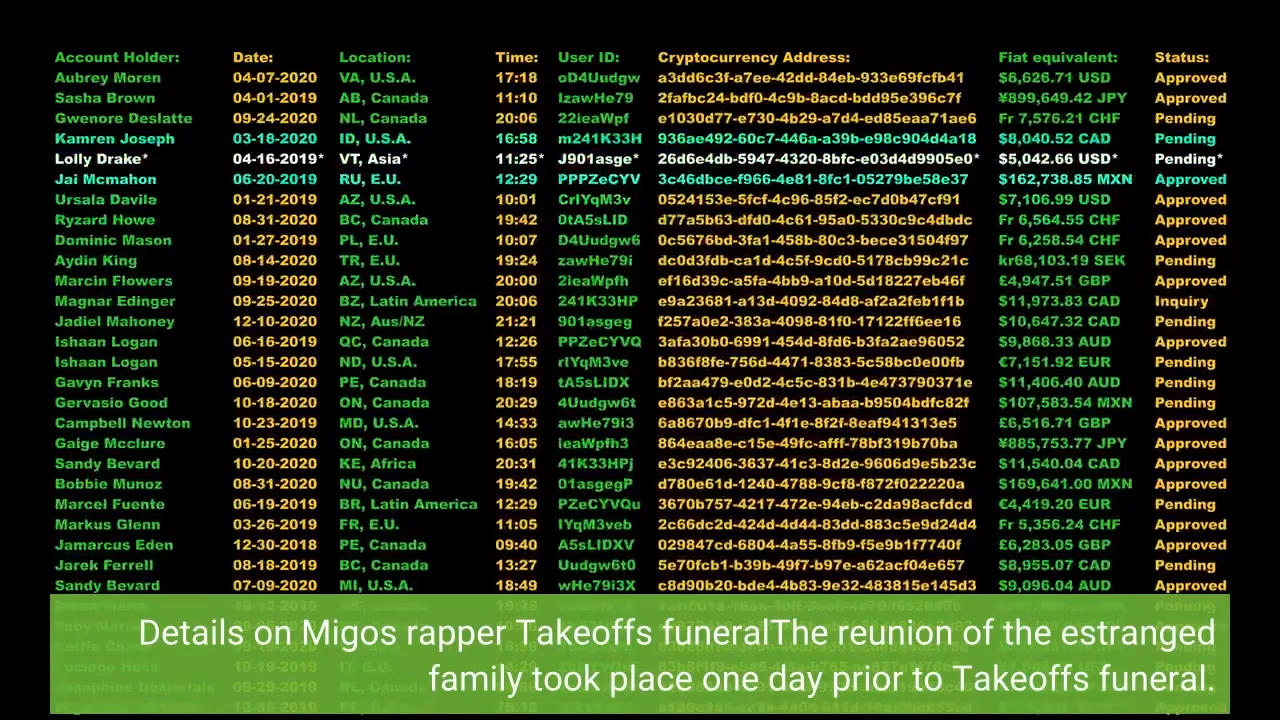 Account Holder: Date: Location: Time: User ID: Cryptocurrency Address: Fiat equivalent: Status:
Aubrey Moren 04-07-2020 VA, U.S.A. 17:18 oD4Uudgw a3dd6c3f-a7ee-42dd-84eb-933e69fcfb41 $6,626.71 USD Approved
Sasha Brown 04-01-2019 AB, Canada 11:10 IzawHe79 2fafbc24-bdf0-4c9b-8acd-bdd95e396c7f ¥899,649.42 JPY Approved
Gwenore Deslatte 09-24-2020 NL, Canada 20:06 22ieaWpf e1030d77-e730-4b29-a7d4-ed85eaa71ae6 Fr 7,576.21 CHF Pending
Kamren Joseph 03-18-2020 ID, U.S.A. 16:58 m241K33H 936ae492-60c7-446a-a39b-e98c904d4a18 $8,040.52 CAD Pending
Lolly Drake* 04-16-2019* VT, Asia* 11:25* J901asge* 26d6e4db-5947-4320-8bfc-e03d4d9905e0* $5,042.66 USD* Pending*
Jai Mcmahon 06-20-2019 RU, E.U. 12:29 PPPZeCYV 3c46dbce-f966-4e81-8fc1-05279be58e37 $162,738.85 MXN Approved
Ursala Davila 01-21-2019 AZ, U.S.A. 10:01 CrIYqM3v 0524153e-5fcf-4c96-85f2-ec7d0b47cf91 $7,106.99 USD Approved
Ryzard Howe 08-31-2020 BC, Canada 19:42 0tA5sLID d77a5b63-dfd0-4c61-95a0-5330c9c4dbdc Fr 6,564.55 CHF Approved
Dominic Mason 01-27-2019 PL, E.U. 10:07 D4Uudgw6 0c5676bd-3fa1-458b-80c3-bece31504f97 Fr 6,258.54 CHF Approved
Aydin King 08-14-2020 TR, E.U. 19:24 zawHe79i dc0d3fdb-ca1d-4c5f-9cd0-5178cb99c21c kr68,103.19 SEK Pending
Marcin Flowers 09-19-2020 AZ, U.S.A. 20:00 2ieaWpfh ef16d39c-a5fa-4bb9-a10d-5d18227eb46f £4,947.51 GBP Approved
Magnar Edinger 09-25-2020 BZ, Latin America 20:06 241K33HP e9a23681-a13d-4092-84d8-af2a2feb1f1b $11,973.83 CAD Inquiry
Jadiel Mahoney 12-10-2020 NZ, Aus/NZ 21:21 901asgeg f257a0e2-383a-4098-81f0-17122ff6ee16 $10,647.32 CAD Pending
Ishaan Logan 06-16-2019 QC, Canada 12:26 PPZeCYVQ 3afa30b0-6991-454d-8fd6-b3fa2ae96052 $9,868.33 AUD Approved
Ishaan Logan 05-15-2020 ND, U.S.A. 17:55 rIYqM3ve b836f8fe-756d-4471-8383-5c58bc0e00fb €7,151.92 EUR Pending
Gavyn Franks 06-09-2020 PE, Canada 18:19 tA5sLIDX bf2aa479-e0d2-4c5c-831b-4e473790371e $11,406.40 AUD Pending
Gervasio Good 10-18-2020 ON, Canada 20:29 4Uudgw6t e863a1c5-972d-4e13-abaa-b9504bdfc82f $107,583.54 MXN Pending
Campbell Newton 10-23-2019 MD, U.S.A. 14:33 awHe79i3 6a8670b9-dfc1-4f1e-8f2f-8eaf941313e5 £6,516.71 GBP Approved
Gaige Mcclure 01-25-2020 ON, Canada 16:05 ieaWpfh3 864eaa8e-c15e-49fc-afff-78bf319b70ba ¥885,753.77 JPY Approved
Sandy Bevard 10-20-2020 KE, Africa 20:31 41K33HPj e3c92406-3637-41c3-8d2e-9606d9e5b23c $11,540.04 CAD Approved
Bobbie Munoz 08-31-2020 NU, Canada 19:42 01asgegP d780e61d-1240-4788-9cf8-f872f022220a $169,641.00 MXN Approved
Marcel Fuente 06-19-2019 BR, Latin America 12:29 PZeCYVQu 3670b757-4217-472e-94eb-c2da98acfdcd €4,419.26 EUR Pending
Markus Glenn 03-26-2019 FR, E.U. 11:05 IYqM3veb 2c66dc2d-424d-4d44-83dd-883c5e9d24d4 Fr 5,356.24 CHF Approved
Jamarcus Eden 12-30-2018 PE, Canada 09:40 A5sLIDXV 029847cd-6804-4a55-8fb9-f5e9b1f7740f £6,283.05 GBP Approved
Jarek Ferrell 08-18-2019 BC, Canada 13:27 Uudgw6t0 5e70fcb1-b39b-49f7-b97e-a62acf04e657 $8,955.07 CAD Pending
Sandy Bevard 07-09-2020 MI, U.S.A. 18:49 wHe79i3X c8d90b20-bde4-4b83-9e32-483815e145d3 $9,096.04 AUD Approved
Details on Migos rapper Takeoffs funeralThe reunion of the estranged
family took place one day prior to Takeoffs funeral.